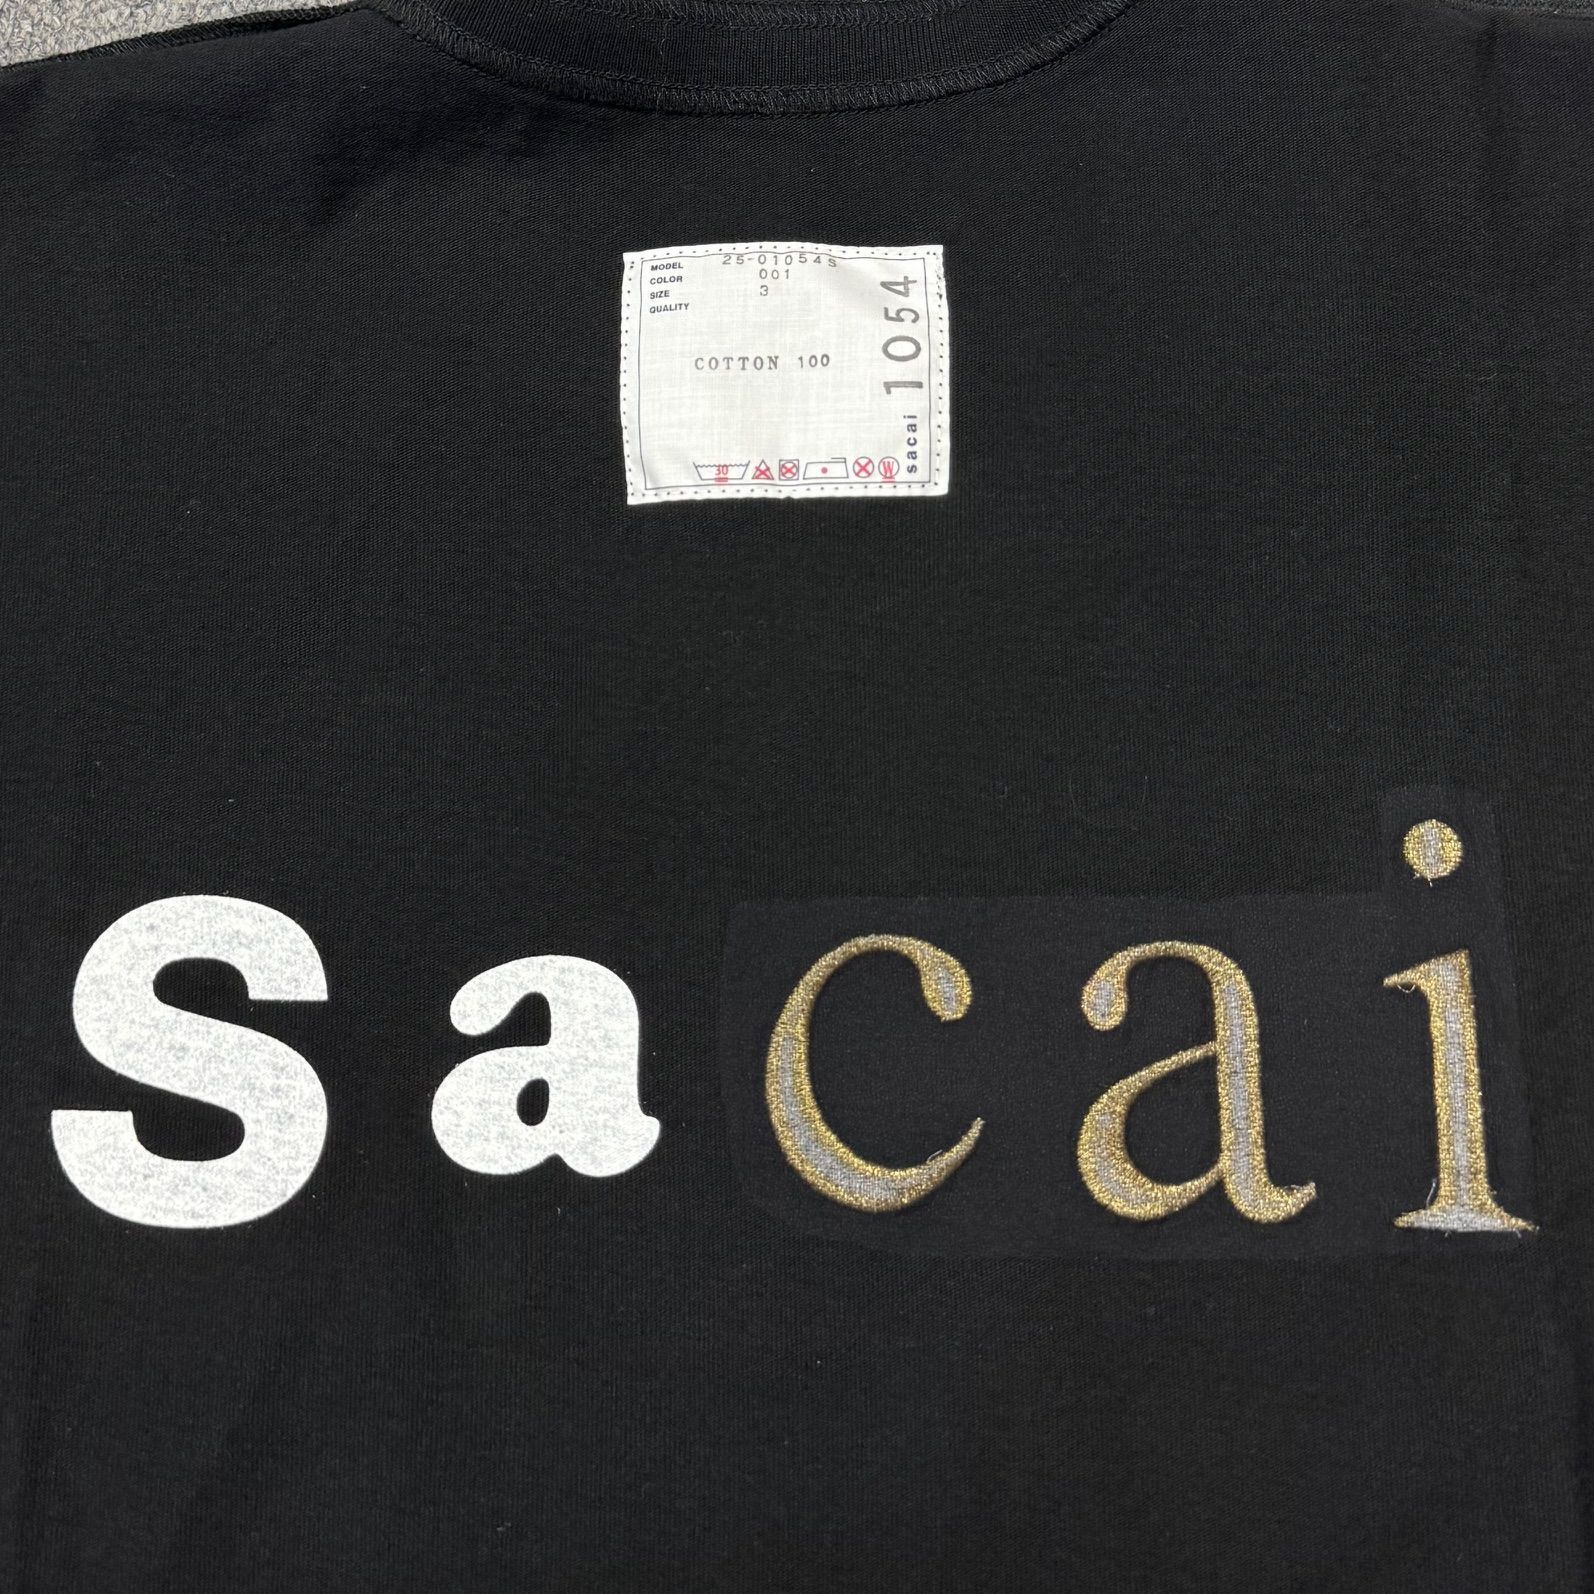 MODEL 25-01054S
COLOR 001
SIZE 3
QUALITY
COTTON 100
30
W
sacai 1054
sacai